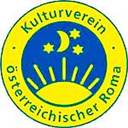 · Kulturverein ·
österreichischer Roma